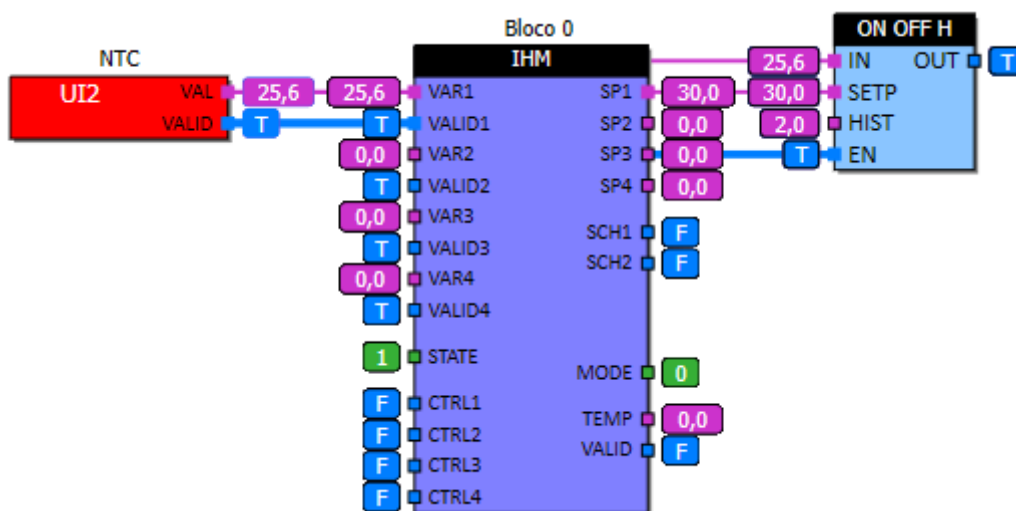 Bloco 0
ON OFF H
NTC
IHM
25,6 IN OUT T
UI2 VAL 25,6 25,6 VAR1 SP1 30,0 30,0 SETP
VALID T T VALID1 SP2 0,0 2,0 HIST
0,0 VAR2 SP3 0,0 T EN
T VALID2 SP4 0,0
0,0 VAR3
SCH1 F
T VALID3
SCH2 F
0,0 VAR4
T VALID4
1 STATE
MODE 0
F CTRL1
TEMP 0,0
F CTRL2
VALID F
F CTRL3
F CTRL4